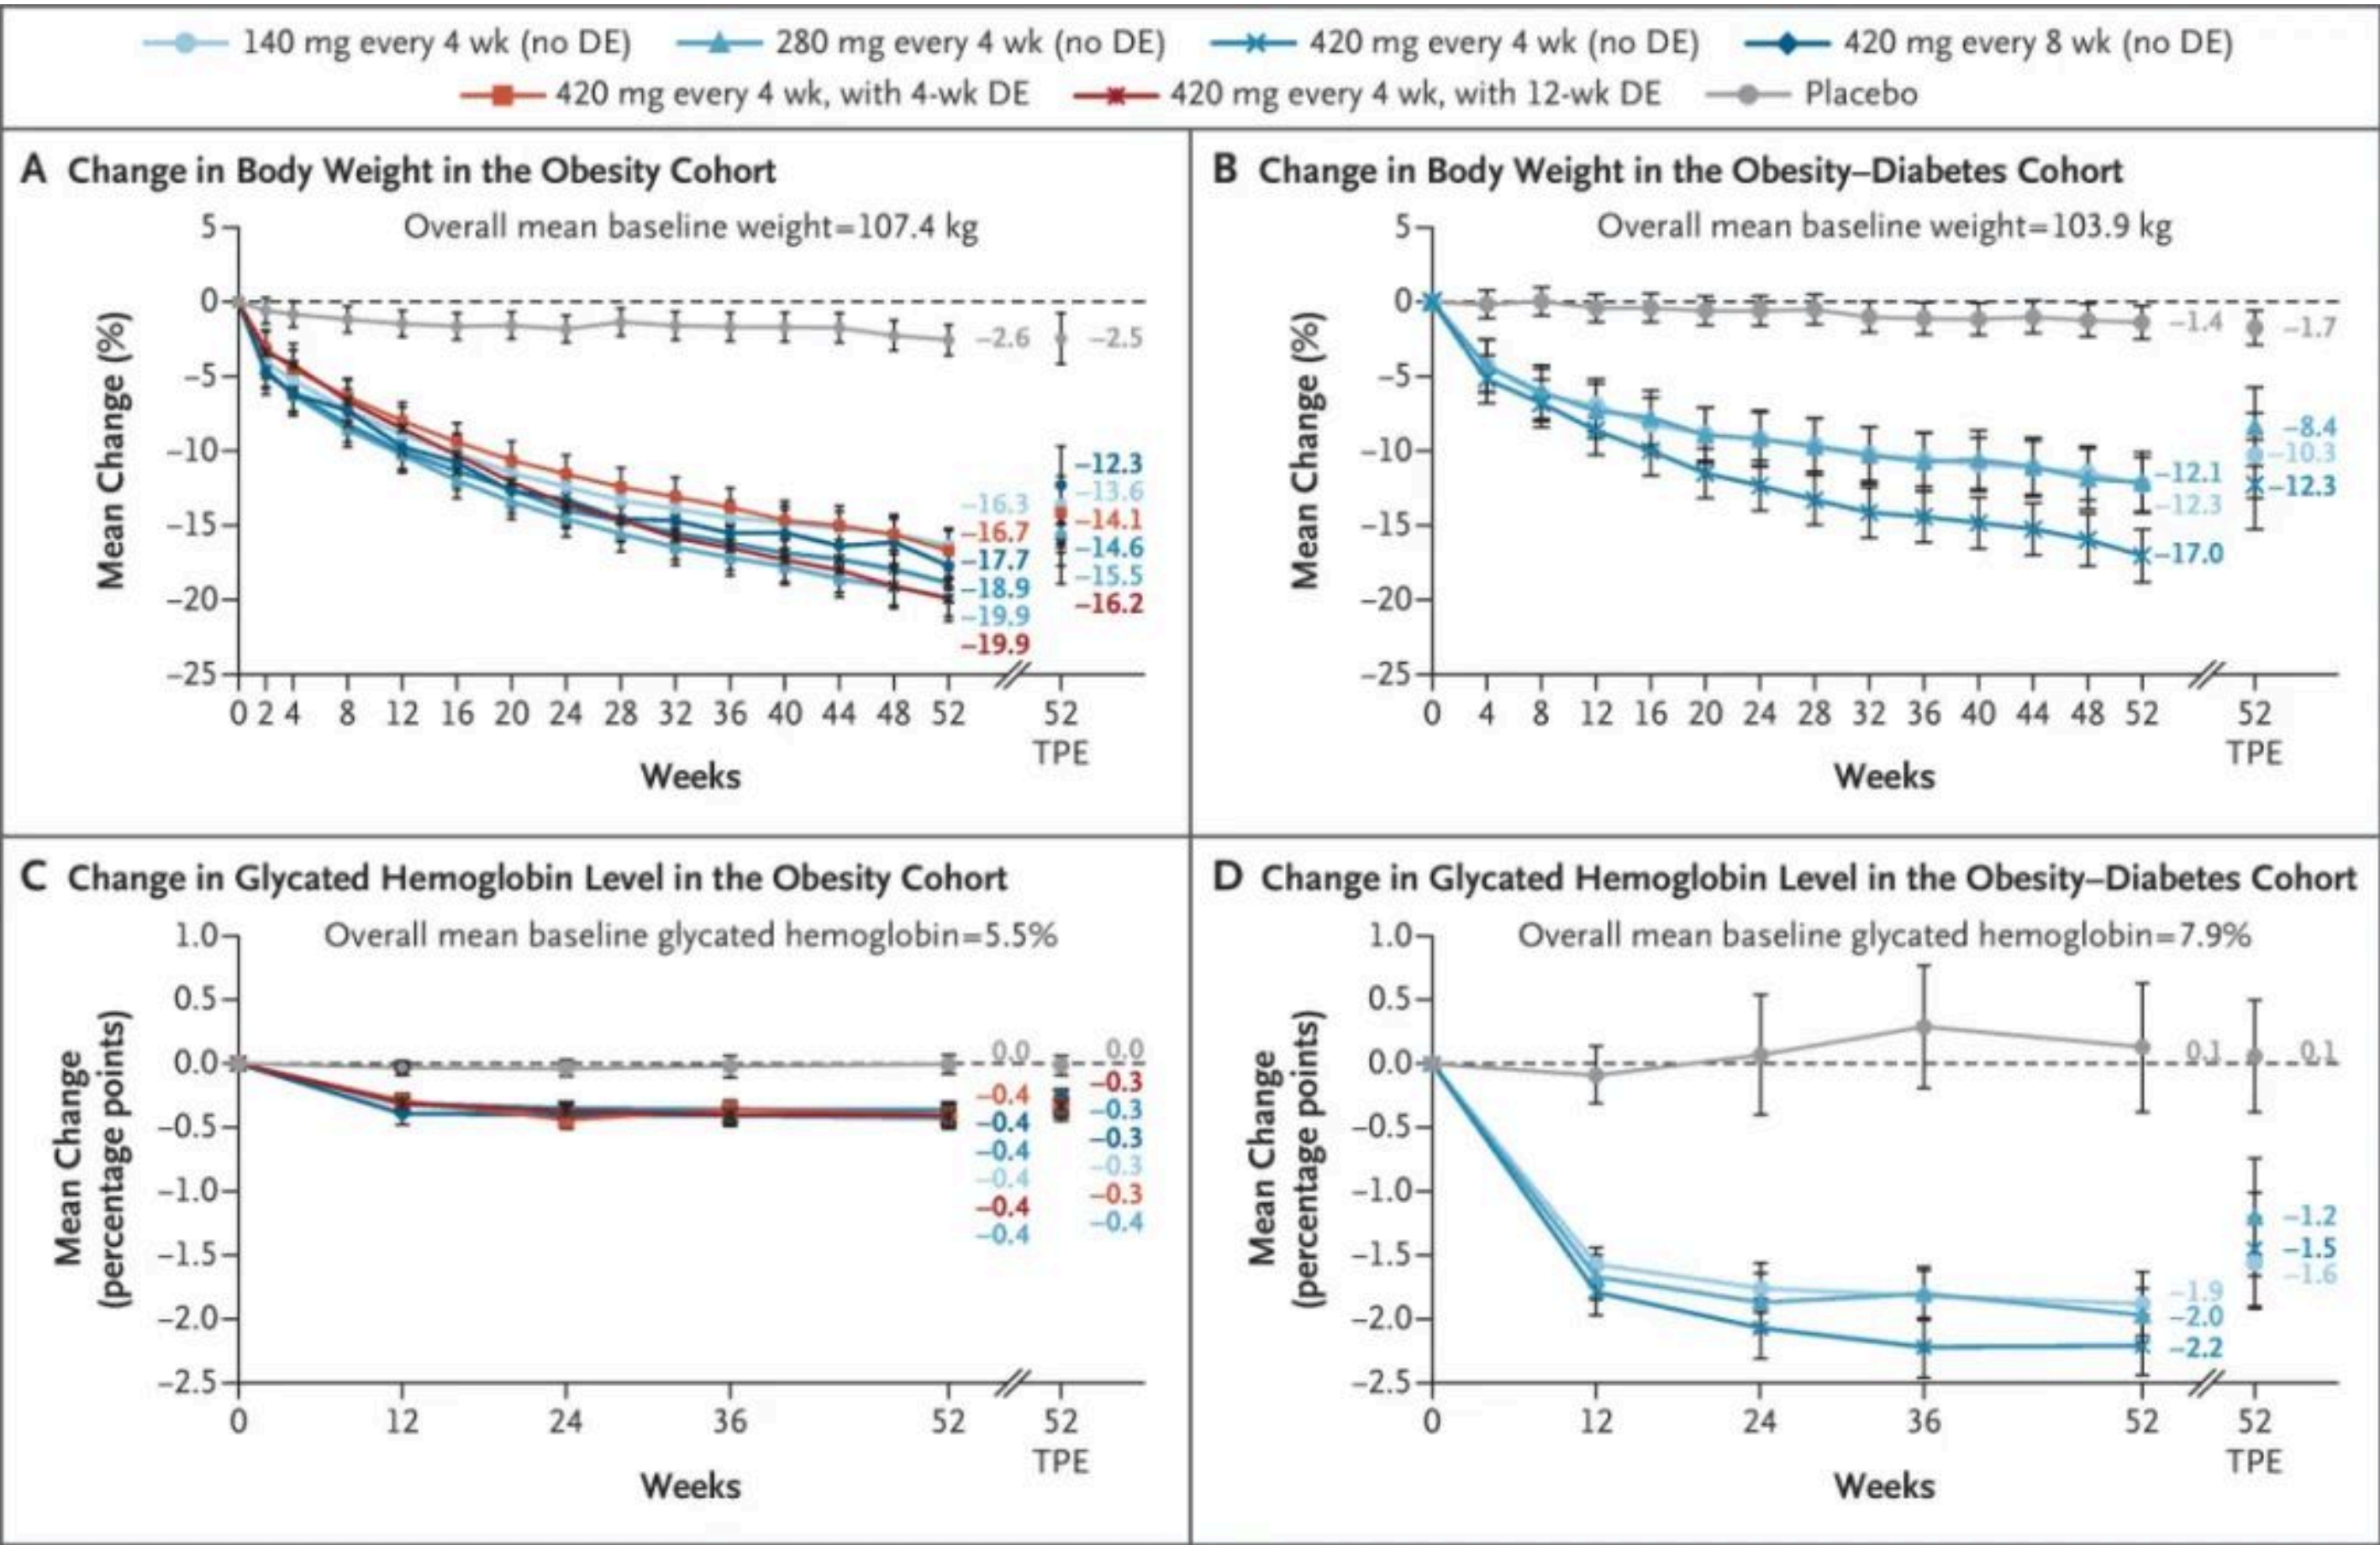 140 mg every 4 wk (no DE) 280 mg every 4 wk (no DE) 420 mg every 4 wk (no DE) 420 mg every 8 wk (no DE)
420 mg every 4 wk, with 4-wk DE 420 mg every 4 wk, with 12-wk DE Placebo
A Change in Body Weight in the Obesity Cohort
Overall mean baseline weight=107.4 kg
Mean Change (%)
5
0
−5
−10
−15
−20
−25
−2.6
−16.3
−16.7
−17.7
−18.9
−19.9
−19.9
−2.5
−12.3
−13.6
−14.1
−14.6
−15.5
−16.2
0 2 4 8 12 16 20 24 28 32 36 40 44 48 52 52
TPE
Weeks
B Change in Body Weight in the Obesity–Diabetes Cohort
Overall mean baseline weight=103.9 kg
Mean Change (%)
5
0
−5
−10
−15
−20
−25
−1.4
−12.1
−12.3
−17.0
−1.7
−8.4
−10.3
−12.3
0 4 8 12 16 20 24 28 32 36 40 44 48 52 52
TPE
Weeks
C Change in Glycated Hemoglobin Level in the Obesity Cohort
Overall mean baseline glycated hemoglobin=5.5%
Mean Change
(percentage points)
1.0
0.5
0.0
−0.5
−1.0
−1.5
−2.0
−2.5
0.0
−0.4
−0.4
−0.4
−0.4
−0.4
−0.4
0.0
−0.3
−0.3
−0.3
−0.3
−0.3
−0.4
0 12 24 36 52 52
TPE
Weeks
D Change in Glycated Hemoglobin Level in the Obesity–Diabetes Cohort
Overall mean baseline glycated hemoglobin=7.9%
Mean Change
(percentage points)
1.0
0.5
0.0
−0.5
−1.0
−1.5
−2.0
−2.5
0.1
−1.9
−2.0
−2.2
0.1
−1.2
−1.5
−1.6
0 12 24 36 52 52
TPE
Weeks